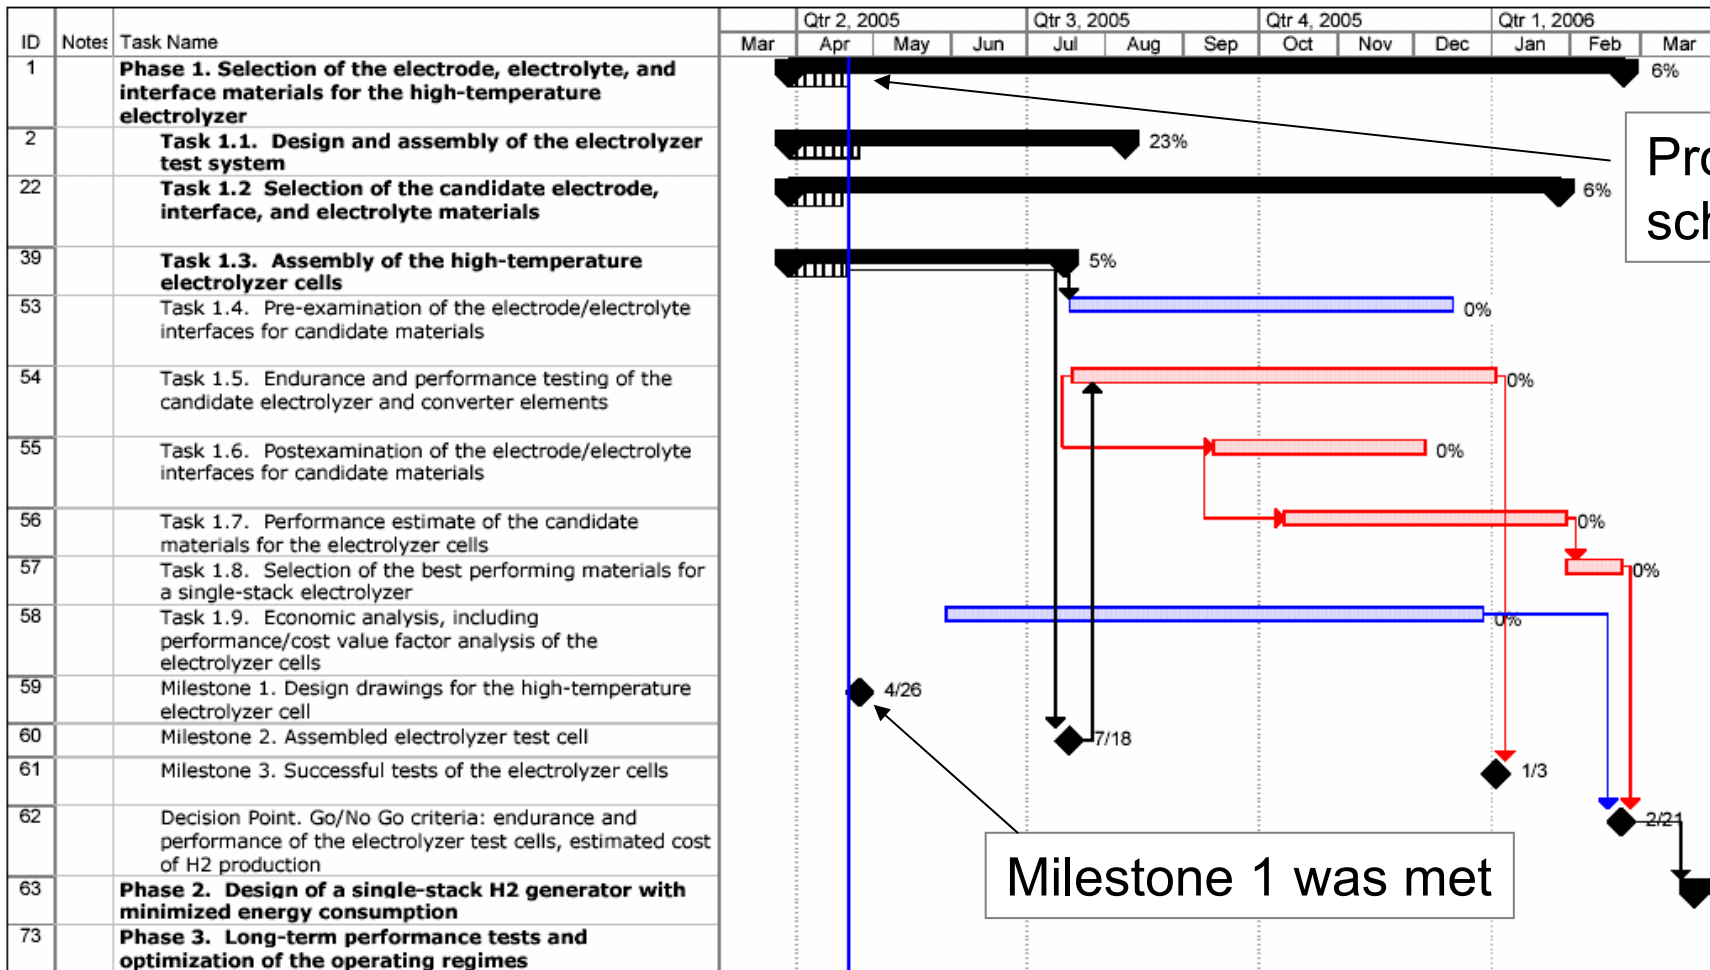 Qtr 2, 2005 Qtr 3, 2005 Qtr 4, 2005 Qtr 1, 2006
ID Notes Task Name Mar Apr May Jun Jul Aug Sep Oct Nov Dec Jan Feb Mar
1 Phase 1. Selection of the electrode, electrolyte, and
interface materials for the high-temperature
electrolyzer
6%
2 Task 1.1. Design and assembly of the electrolyzer
test system
23%
22 Task 1.2 Selection of the candidate electrode,
interface, and electrolyte materials
6%
39 Task 1.3. Assembly of the high-temperature
electrolyzer cells
5%
53 Task 1.4. Pre-examination of the electrode/electrolyte
interfaces for candidate materials
0%
54 Task 1.5. Endurance and performance testing of the
candidate electrolyzer and converter elements
0%
55 Task 1.6. Postexamination of the electrode/electrolyte
interfaces for candidate materials
0%
56 Task 1.7. Performance estimate of the candidate
materials for the electrolyzer cells
0%
57 Task 1.8. Selection of the best performing materials for
a single-stack electrolyzer
0%
58 Task 1.9. Economic analysis, including
performance/cost value factor analysis of the
electrolyzer cells
0%
59 Milestone 1. Design drawings for the high-temperature
electrolyzer cell
4/26
60 Milestone 2. Assembled electrolyzer test cell
7/18
61 Milestone 3. Successful tests of the electrolyzer cells
1/3
62 Decision Point. Go/No Go criteria: endurance and
performance of the electrolyzer test cells, estimated cost
of H2 production
2/21
63 Phase 2. Design of a single-stack H2 generator with
minimized energy consumption
73 Phase 3. Long-term performance tests and
optimization of the operating regimes
Milestone 1 was met